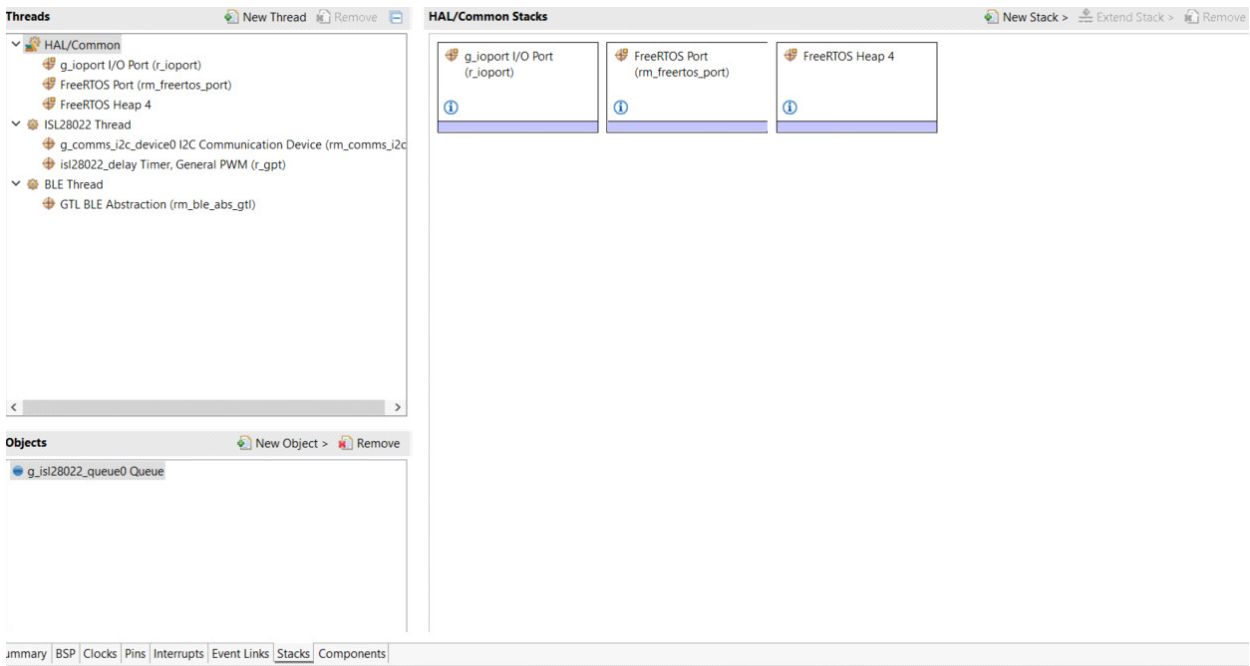 Threads
New Thread
Remove
HAL/Common
g_ioport I/O Port (r_ioport)
FreeRTOS Port (rm_freertos_port)
FreeRTOS Heap 4
ISL28022 Thread
g_comms_i2c_device0 I2C Communication Device (rm_comms_i2c
isl28022_delay Timer, General PWM (r_gpt)
BLE Thread
GTL BLE Abstraction (rm_ble_abs_gtl)
Objects
New Object >
Remove
g_isl28022_queue0 Queue
HAL/Common Stacks
New Stack >
Extend Stack >
Remove
g_ioport I/O Port
(r_ioport)
FreeRTOS Port
(rm_freertos_port)
FreeRTOS Heap 4
ummary BSP Clocks Pins Interrupts Event Links Stacks Components